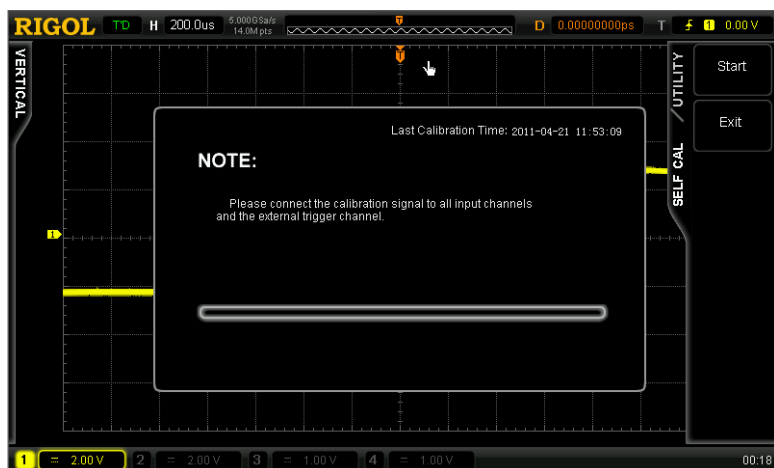 RIGOL T'D H 200.0us 5.000GSa/s 14.0M pts D 0.00000000ps T 1 0.00 V
VERTICAL
T
UTILITY
SELF CAL
Start
Exit
Last Calibration Time: 2011-04-21 11:53:09
NOTE:
Please connect the calibration signal to all input channels
and the external trigger channel.
1
1 = 2.00 V 2 = 2.00 V 3 = 1.00 V 4 = 1.00 V 00:18